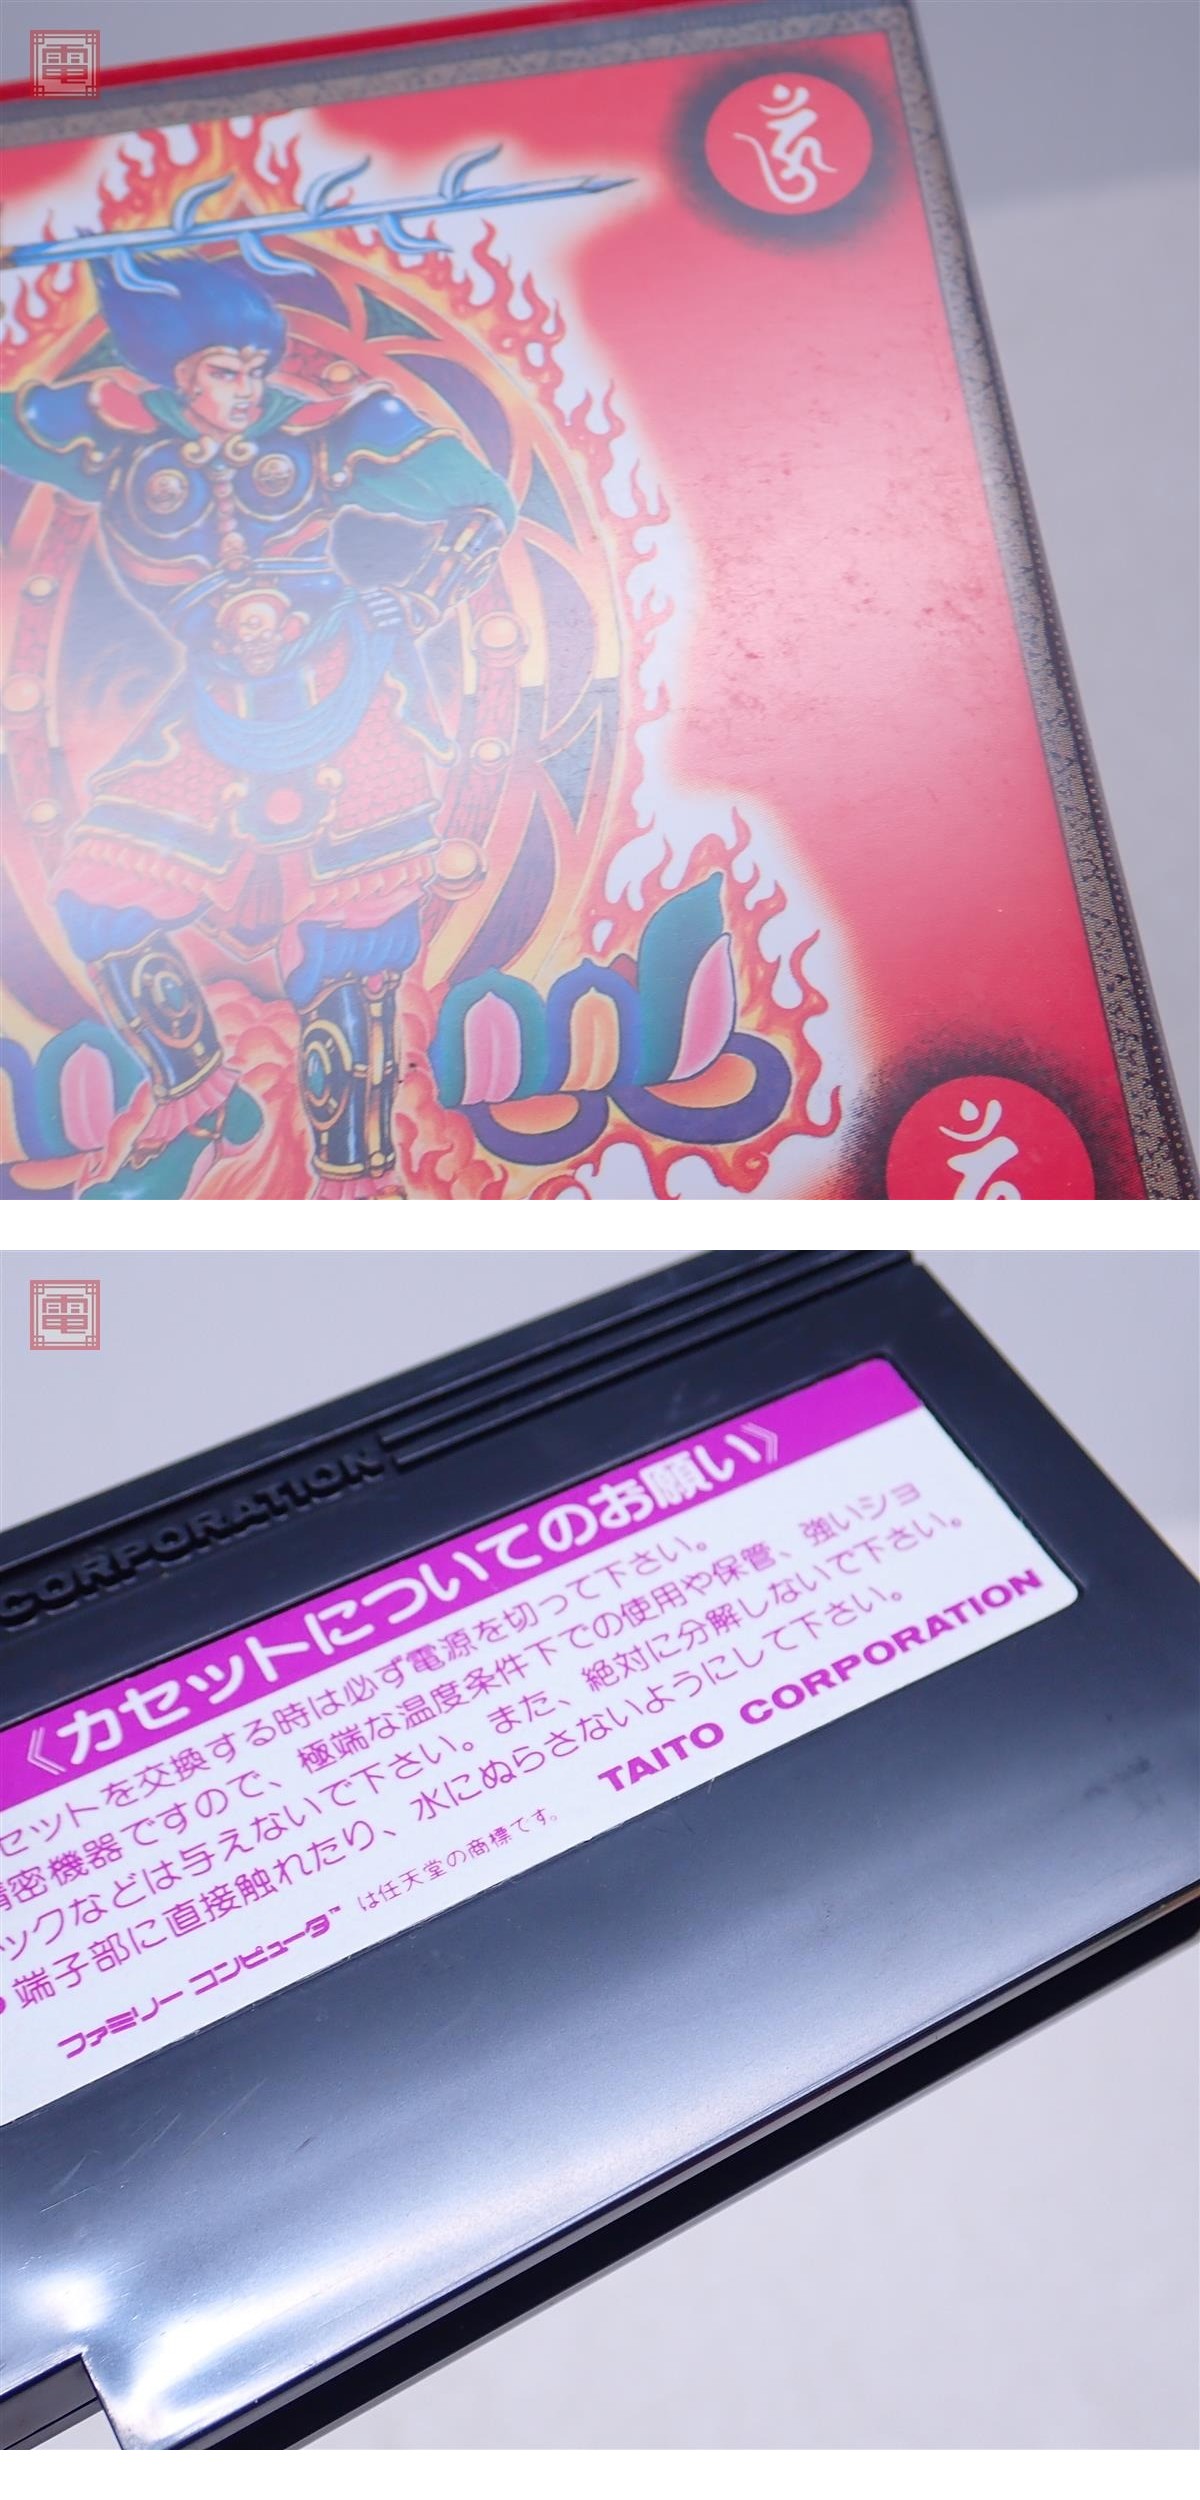 電
電
CORPORATION
《カセットについてのお願い》
セットを交換する時は必ず電源を切って下さい。
精密機器ですので、極端な温度条件下での使用や保管、強いショ
ックなどは与えないで下さい。また、絶対に分解しないで下さい。
端子部に直接触れたり、水にぬらさないようにして下さい。
TAITO CORPORATION
ファミリーコンピュータ™ は任天堂の商標です。